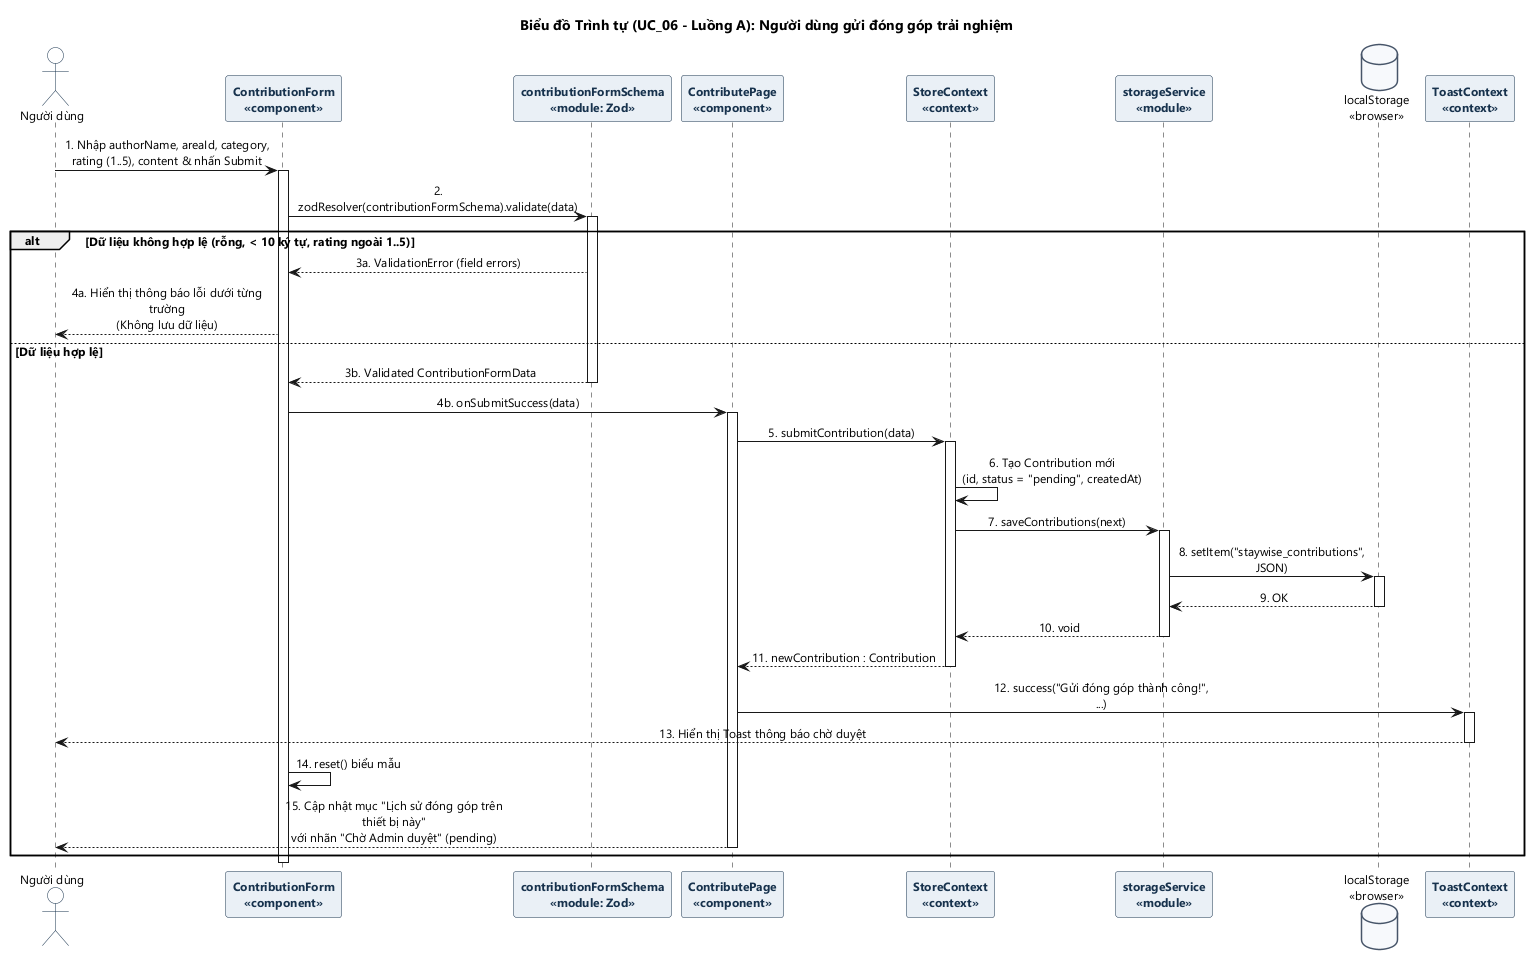 Biểu đồ Trình tự (UC_06 - Luồng A): Người dùng gửi đóng góp trải nghiệm
Người dùng
ContributionForm
«component»
contributionFormSchema
«module: Zod»
ContributePage
«component»
StoreContext
«context»
storageService
«module»
localStorage
«browser»
ToastContext
«context»
1. Nhập authorName, areaId, category,
rating (1..5), content & nhấn Submit
2.
zodResolver(contributionFormSchema).validate(data)
alt
[Dữ liệu không hợp lệ (rỗng, < 10 ký tự, rating ngoài 1..5)]
3a. ValidationError (field errors)
4a. Hiển thị thông báo lỗi dưới từng
trường
(Không lưu dữ liệu)
[Dữ liệu hợp lệ]
3b. Validated ContributionFormData
4b. onSubmitSuccess(data)
5. submitContribution(data)
6. Tạo Contribution mới
(id, status = "pending", createdAt)
7. saveContributions(next)
8. setItem("staywise_contributions",
JSON)
9. OK
10. void
11. newContribution : Contribution
12. success("Gửi đóng góp thành công!",
...)
13. Hiển thị Toast thông báo chờ duyệt
14. reset() biểu mẫu
15. Cập nhật mục "Lịch sử đóng góp trên
thiết bị này"
với nhãn "Chờ Admin duyệt" (pending)
Người dùng
ContributionForm
«component»
contributionFormSchema
«module: Zod»
ContributePage
«component»
StoreContext
«context»
storageService
«module»
localStorage
«browser»
ToastContext
«context»